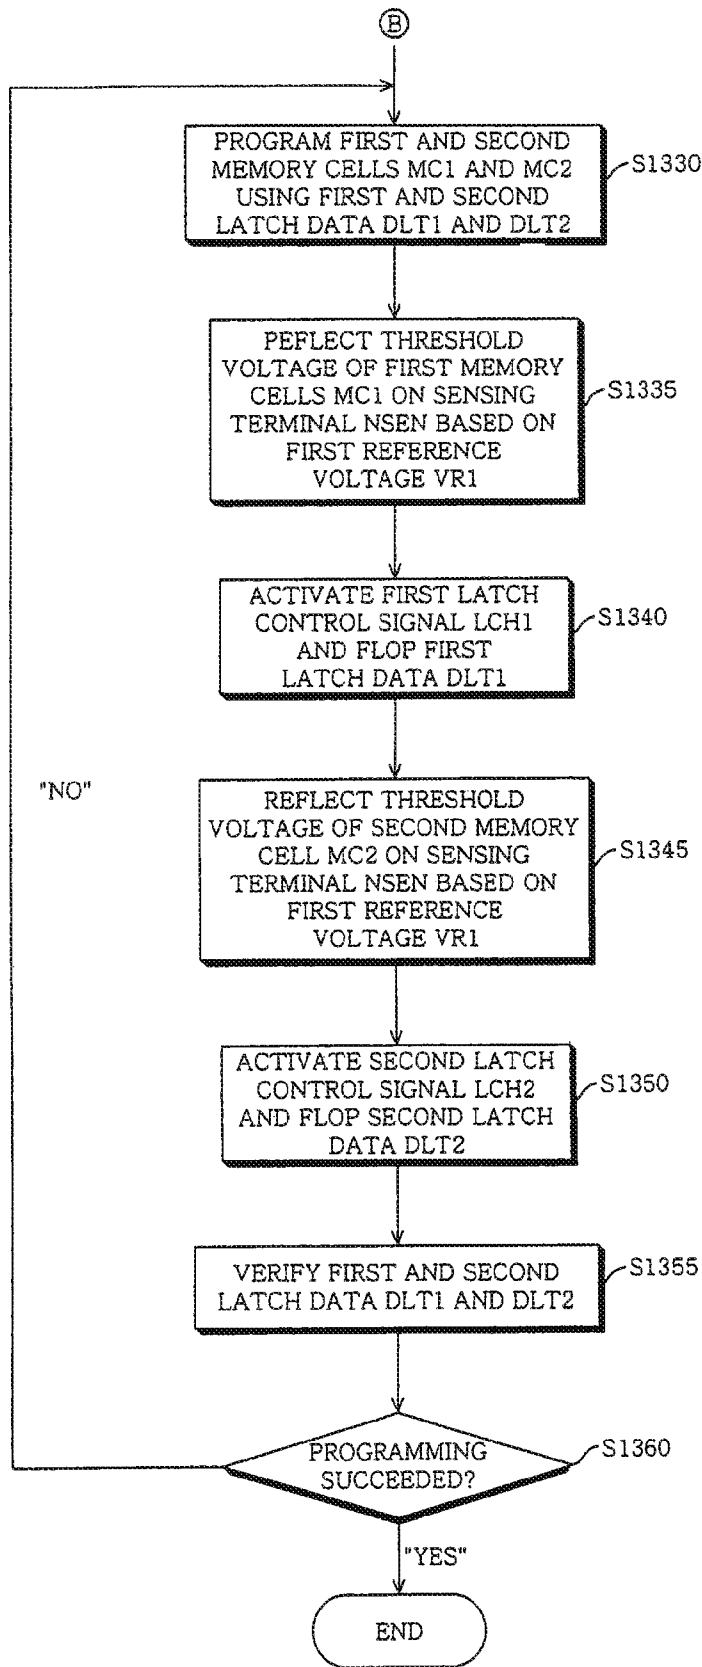 B
PROGRAM FIRST AND SECOND
MEMORY CELLS MC1 AND MC2
USING FIRST AND SECOND
LATCH DATA DLT1 AND DLT2
S1330
PEFLECT THRESHOLD
VOLTAGE OF FIRST MEMORY
CELLS MC1 ON SENSING
TERMINAL NSEN BASED ON
FIRST REFERENCE
VOLTAGE VR1
S1335
ACTIVATE FIRST LATCH
CONTROL SIGNAL LCH1
AND FLOP FIRST
LATCH DATA DLT1
S1340
"NO"
REFLECT THRESHOLD
VOLTAGE OF SECOND MEMORY
CELL MC2 ON SENSING
TERMINAL NSEN BASED ON
FIRST REFERENCE
VOLTAGE VR1
S1345
ACTIVATE SECOND LATCH
CONTROL SIGNAL LCH2
AND FLOP SECOND LATCH
DATA DLT2
S1350
VERIFY FIRST AND SECOND
LATCH DATA DLT1 AND DLT2
S1355
PROGRAMMING
SUCCEEDED?
S1360
"YES"
END